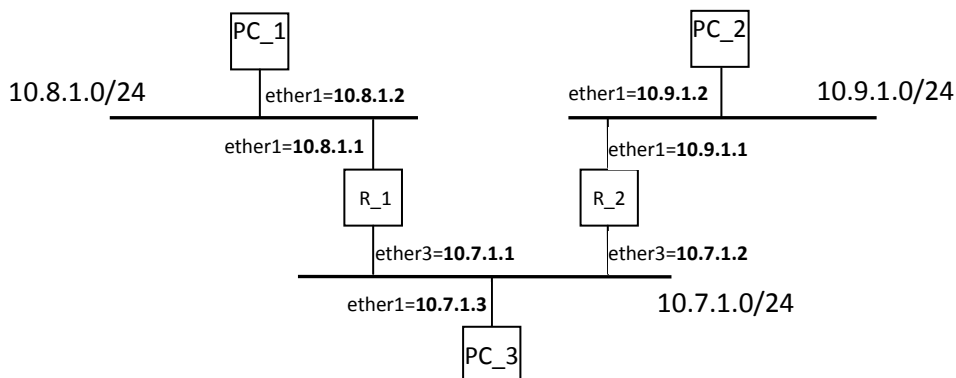 PC_1
PC_2
10.8.1.0/24
ether1=10.8.1.2
ether1=10.9.1.2
10.9.1.0/24
ether1=10.8.1.1
ether1=10.9.1.1
R_1
R_2
ether3=10.7.1.1
ether3=10.7.1.2
ether1=10.7.1.3
10.7.1.0/24
PC_3